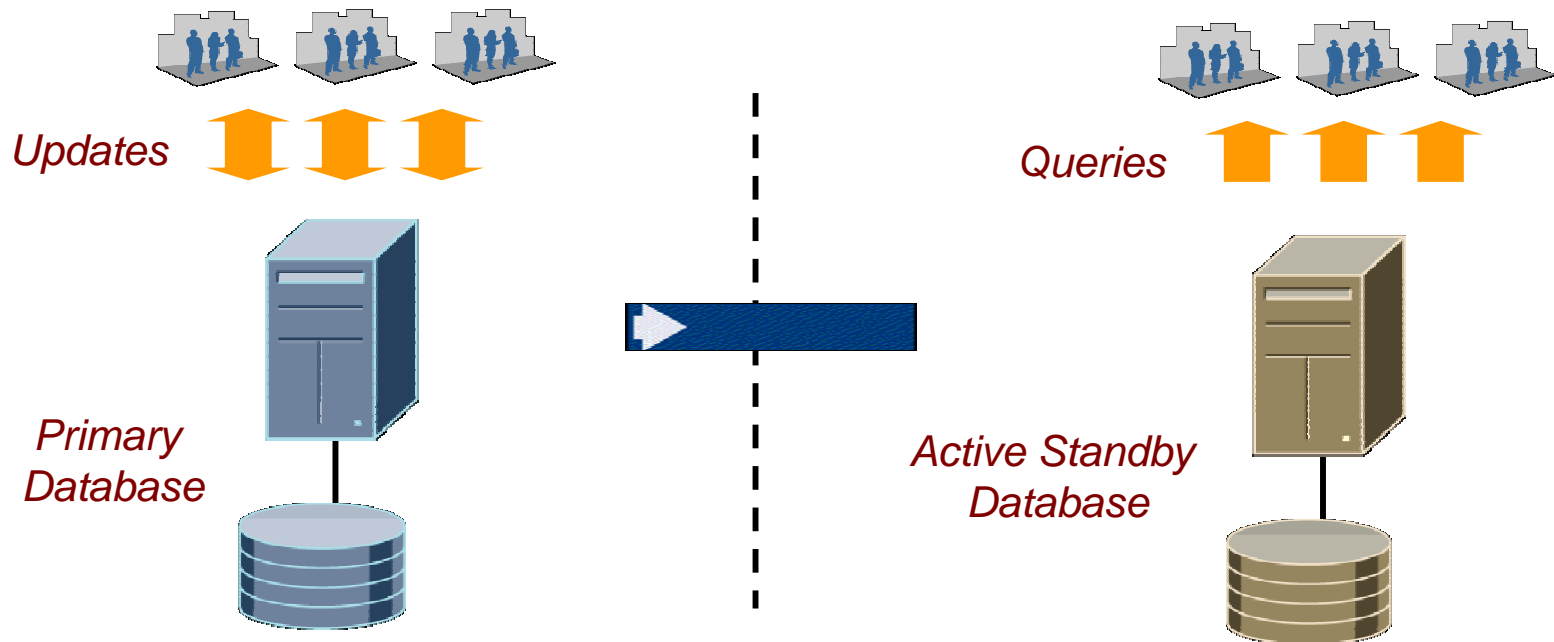 Updates
Queries
Primary
Database
Active Standby
Database